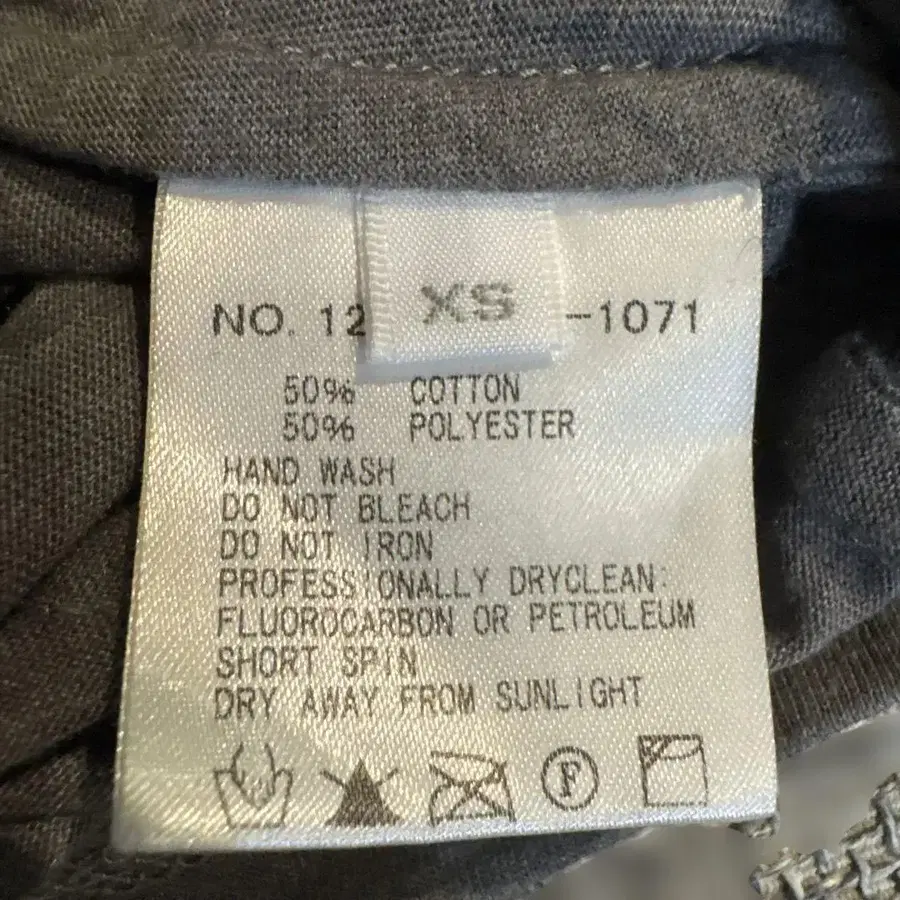 XS
NO. 12 -1071
50% COTTON
50% POLYESTER
HAND WASH
DO NOT BLEACH
DO NOT IRON
PROFESSIONALLY DRYCLEAN:
FLUOROCARBON OR PETROLEUM
SHORT SPIN
DRY AWAY FROM SUNLIGHT
F